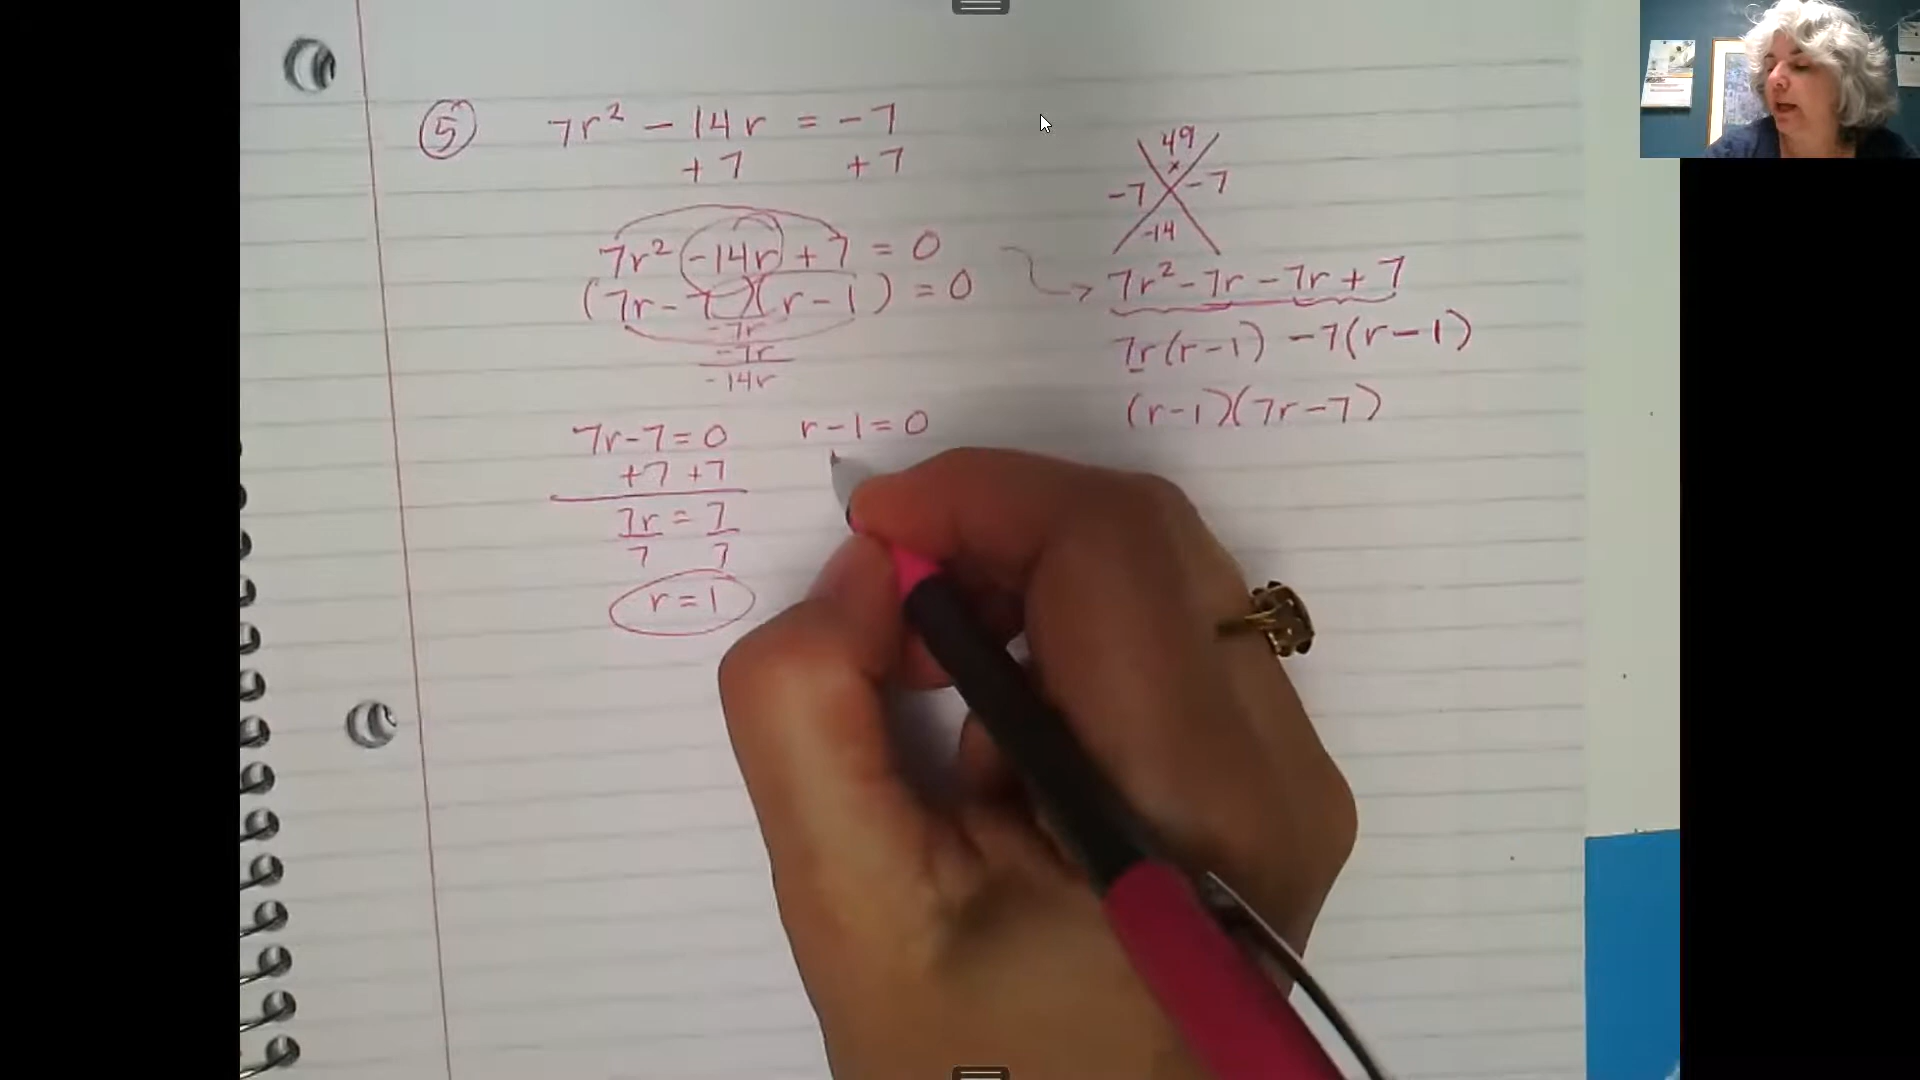 5 7r² - 14r = -7
+7 +7
7r² - 14r + 7 = 0
(7r - 7)(r - 1) = 0
-7r
-7r
-14r
7r - 7 = 0
+7 +7
7r = 7
7 7
r = 1
r - 1 = 0
49
×
-7 -7
-14
7r² - 7r - 7r + 7
7r(r - 1) - 7(r - 1)
(r - 1)(7r - 7)